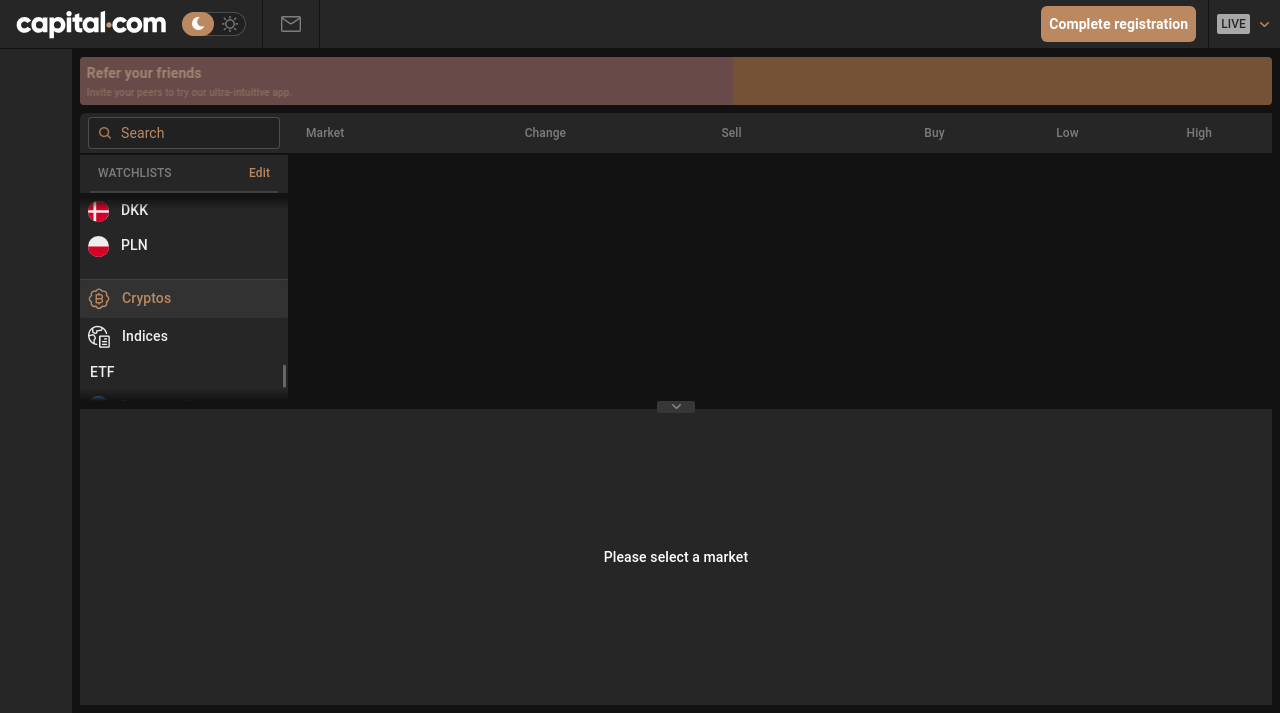 capital.com
Complete registration
LIVE
Refer your friends
Invite your peers to try our ultra-intuitive app.
Search
Market
Change
Sell
Buy
Low
High
WATCHLISTS
Edit
DKK
PLN
Cryptos
Indices
ETF
Please select a market